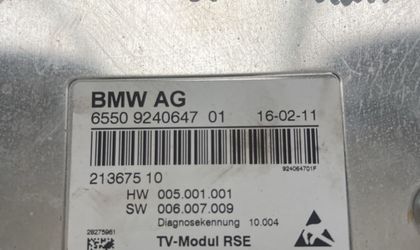 BMW AG
6550 9240647 01 16-02-11
924064701F
213675 10
HW 005.001.001
SW 006.007.009
Diagnosekennung 10.004
28275961
TV-Modul RSE